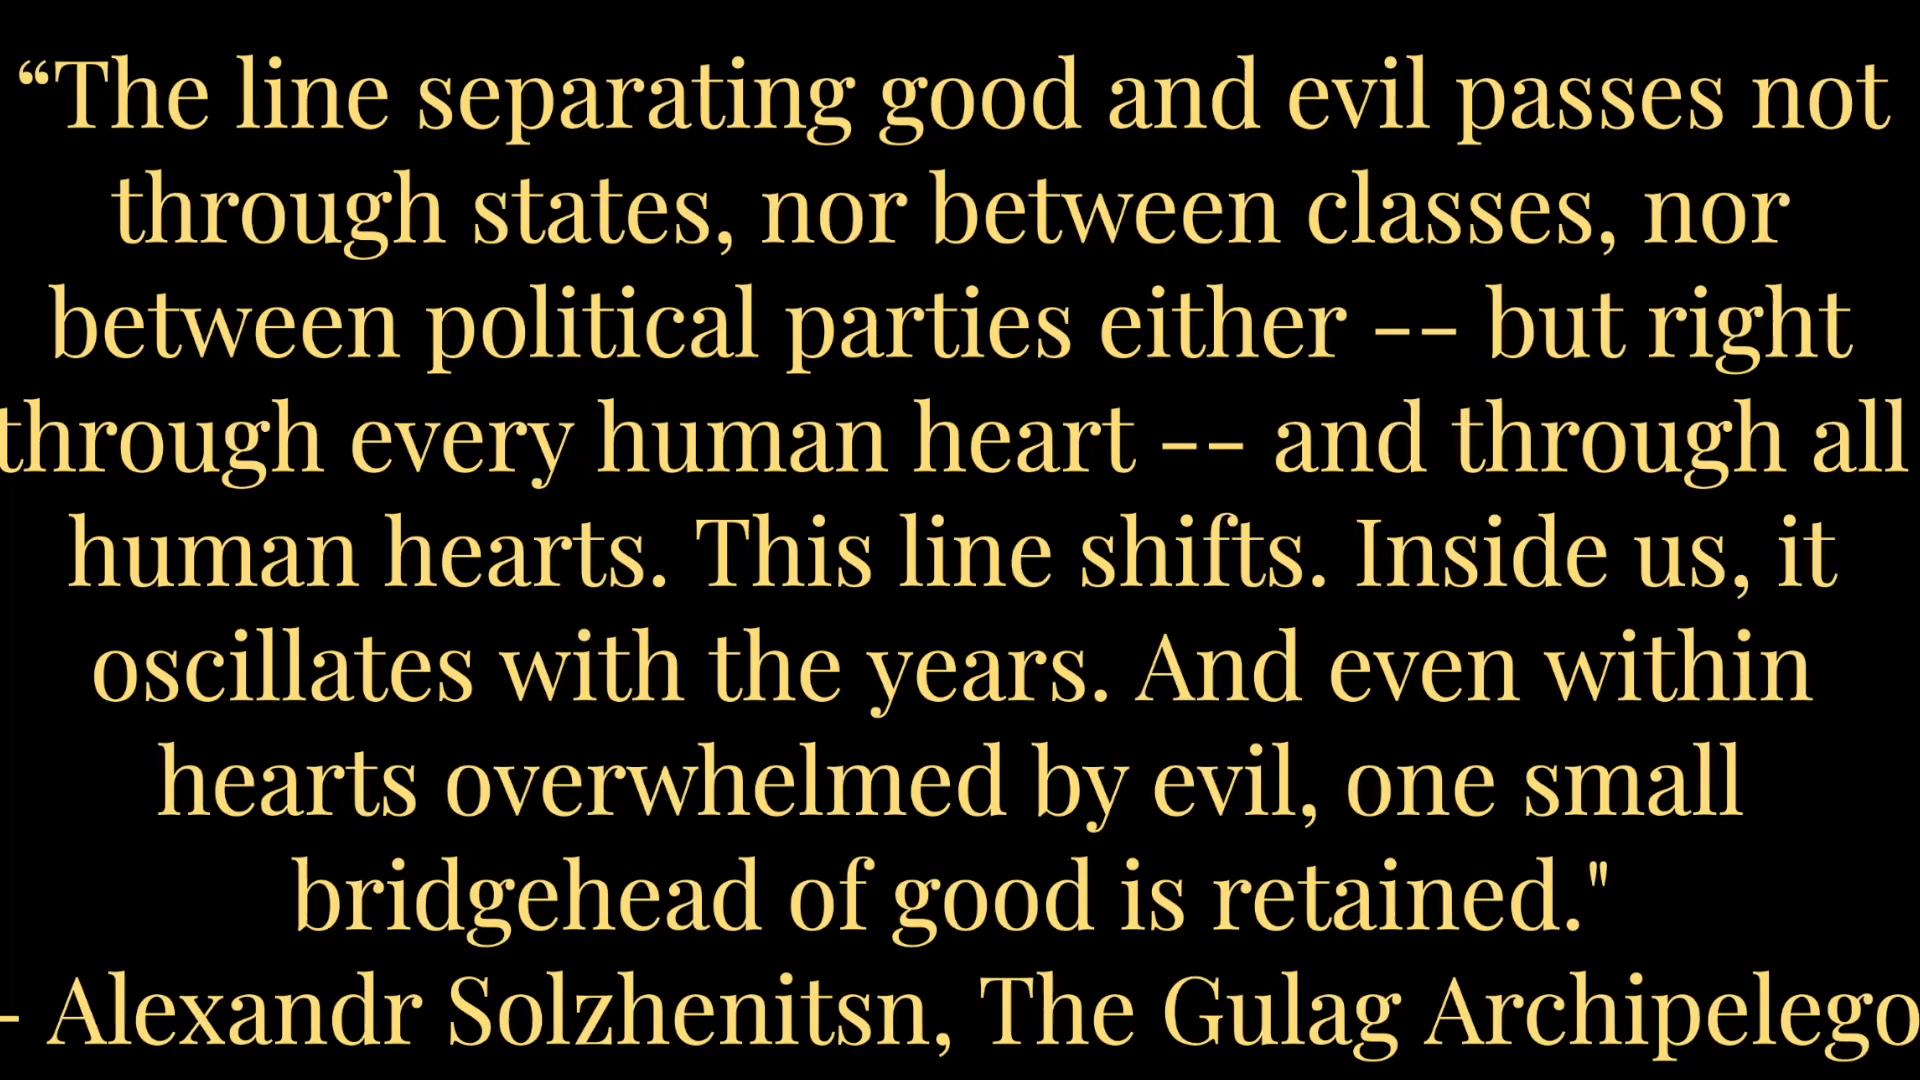 “The line separating good and evil passes not
through states, nor between classes, nor
between political parties either -- but right
through every human heart -- and through all
human hearts. This line shifts. Inside us, it
oscillates with the years. And even within
hearts overwhelmed by evil, one small
bridgehead of good is retained."
- Alexandr Solzhenitsn, The Gulag Archipelego